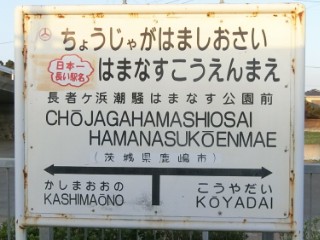 ちょうじゃがはましおさい
日本一
長い駅名
はまなすこうえんまえ
長者ヶ浜潮騒はまなす公園前
CHŌJAGAHAMASHIOSAI
HAMANASUKŌENMAE
(茨城県鹿嶋市)
かしまおおの こうやだい
KASHIMAŌNO KŌYADAI